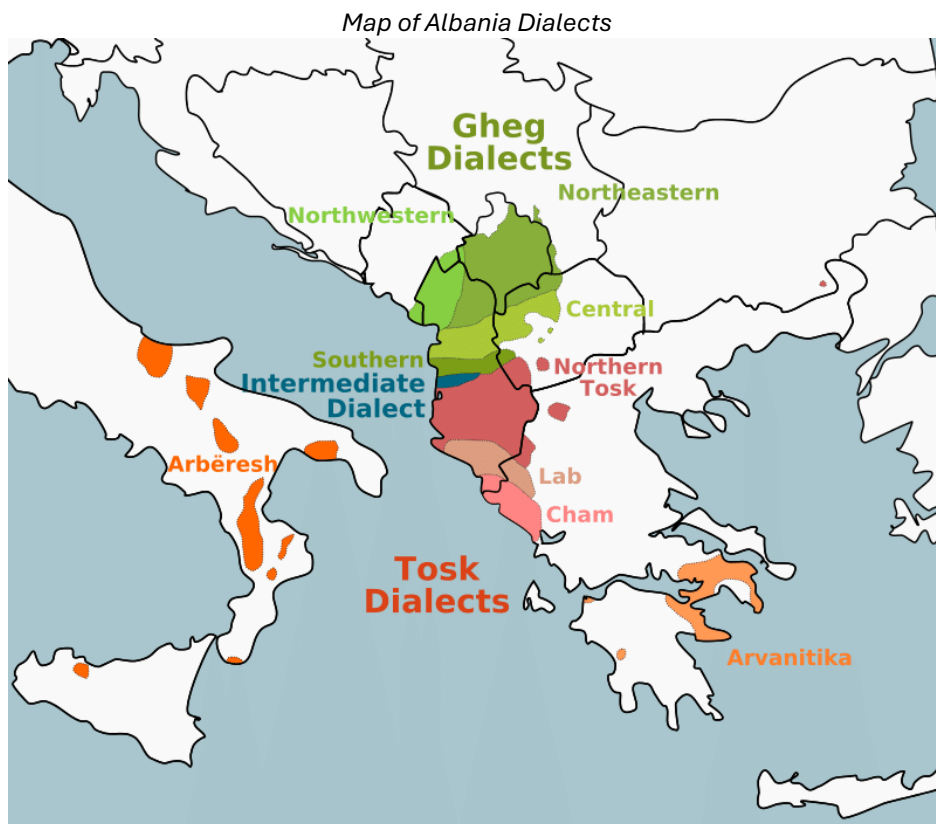 Map of Albania Dialects
Gheg
Dialects
Northeastern
Northwestern
Central
Southern
Intermediate
Dialect
Northern
Tosk
Arbëresh
Lab
Cham
Tosk
Dialects
Arvanitika